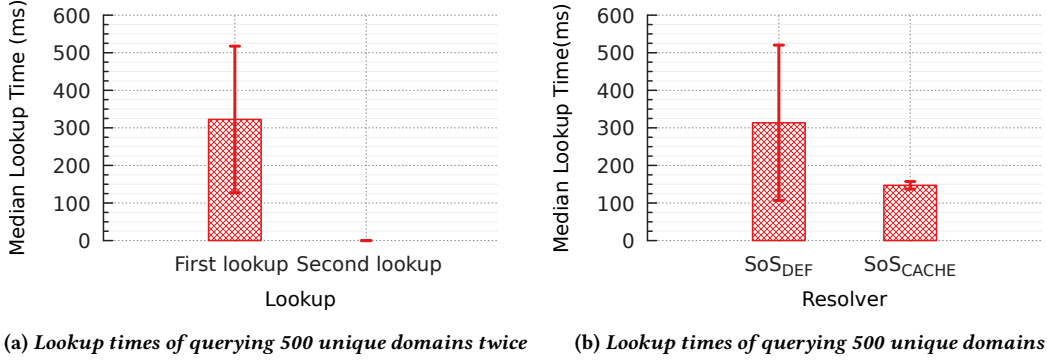 Median Lookup Time (ms)
600
500
400
300
200
100
0
First lookup Second lookup
Lookup
(a) Lookup times of querying 500 unique domains twice
Median Lookup Time(ms)
600
500
400
300
200
100
0
SoS_DEF SoS_CACHE
Resolver
(b) Lookup times of querying 500 unique domains